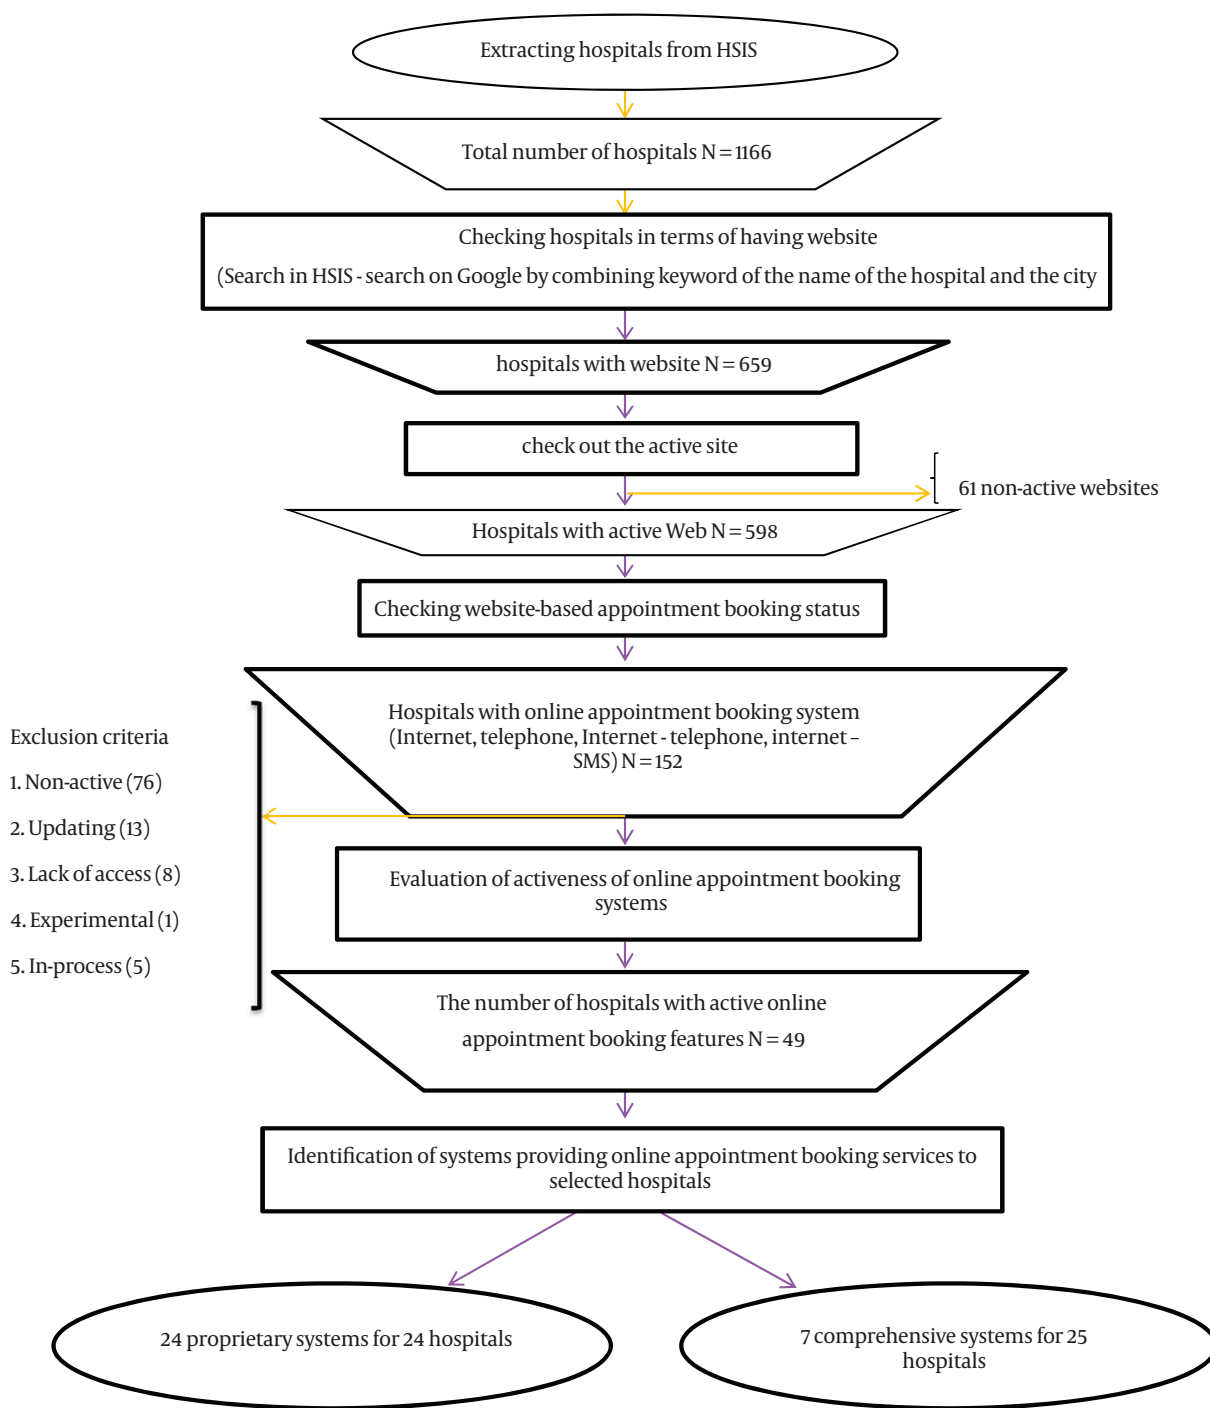 Extracting hospitals from HSIS
Total number of hospitals N = 1166
Checking hospitals in terms of having website
(Search in HSIS - search on Google by combining keyword of the name of the hospital and the city
hospitals with website N = 659
check out the active site
61 non-active websites
Hospitals with active Web N = 598
Checking website-based appointment booking status
Hospitals with online appointment booking system
(Internet, telephone, Internet - telephone, internet –
SMS) N = 152
Exclusion criteria
1. Non-active (76)
2. Updating (13)
3. Lack of access (8)
4. Experimental (1)
5. In-process (5)
Evaluation of activeness of online appointment booking
systems
The number of hospitals with active online
appointment booking features N = 49
Identification of systems providing online appointment booking services to
selected hospitals
24 proprietary systems for 24 hospitals
7 comprehensive systems for 25
hospitals